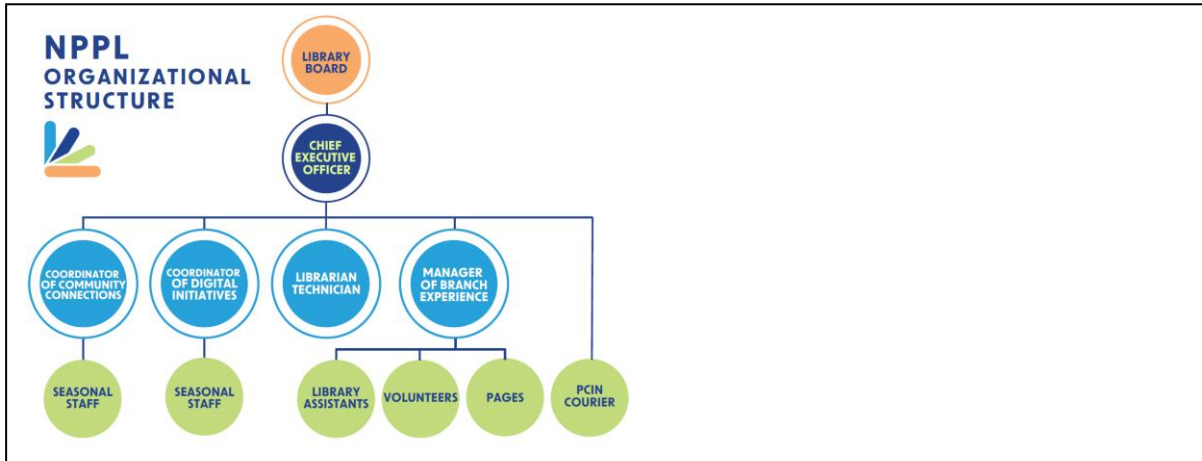 NPPL
ORGANIZATIONAL
STRUCTURE
LIBRARY
BOARD
CHIEF
EXECUTIVE
OFFICER
COORDINATOR
OF COMMUNITY
CONNECTIONS
COORDINATOR
OF DIGITAL
INITIATIVES
LIBRARIAN
TECHNICIAN
MANAGER
OF BRANCH
EXPERIENCE
SEASONAL
STAFF
SEASONAL
STAFF
LIBRARY
ASSISTANTS
VOLUNTEERS
PAGES
PCIN
COURIER